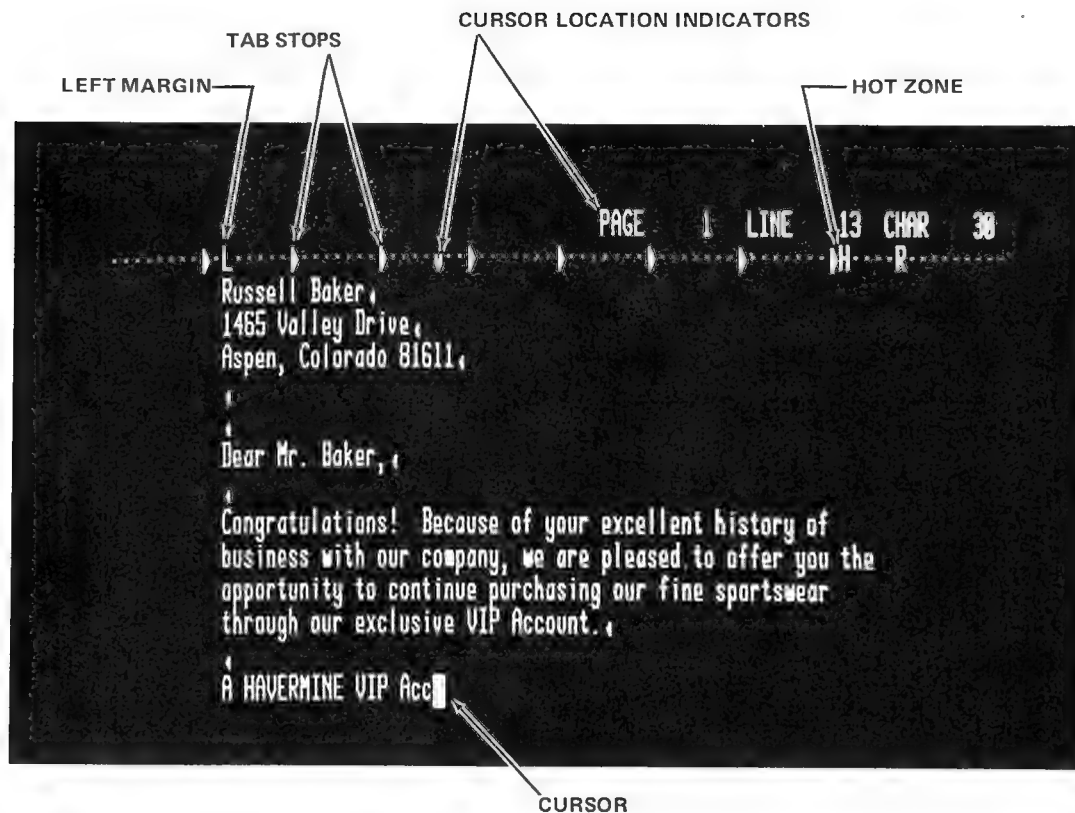 CURSOR LOCATION INDICATORS
TAB STOPS
LEFT MARGIN
HOT ZONE
PAGE 1 LINE 13 CHAR 30
L H R
Russell Baker,
1465 Valley Drive,
Aspen, Colorado 81611,
Dear Mr. Baker,
Congratulations! Because of your excellent history of
business with our company, we are pleased to offer you the
opportunity to continue purchasing our fine sportswear
through our exclusive VIP Account.
A HAVERMINE VIP Acc
CURSOR